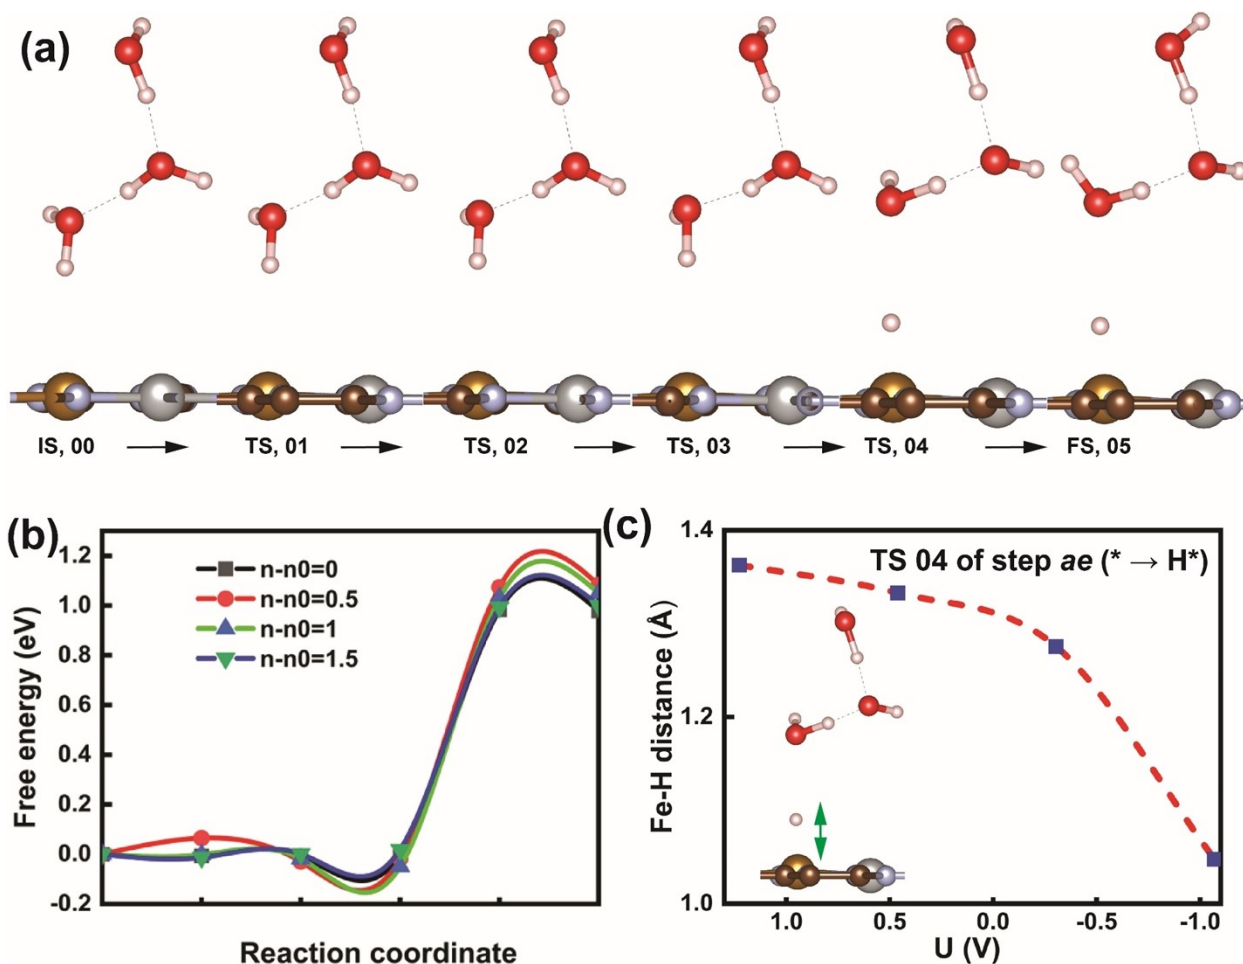 (a)
IS, 00
TS, 01
TS, 02
TS, 03
TS, 04
FS, 05
(b)
Free energy (eV)
1.2
1.0
0.8
0.6
0.4
0.2
0.0
-0.2
n-n0=0
n-n0=0.5
n-n0=1
n-n0=1.5
Reaction coordinate
(c)
Fe-H distance (Å)
1.4
1.2
1.0
TS 04 of step ae (* → H*)
1.0 0.5 0.0 -0.5 -1.0
U (V)